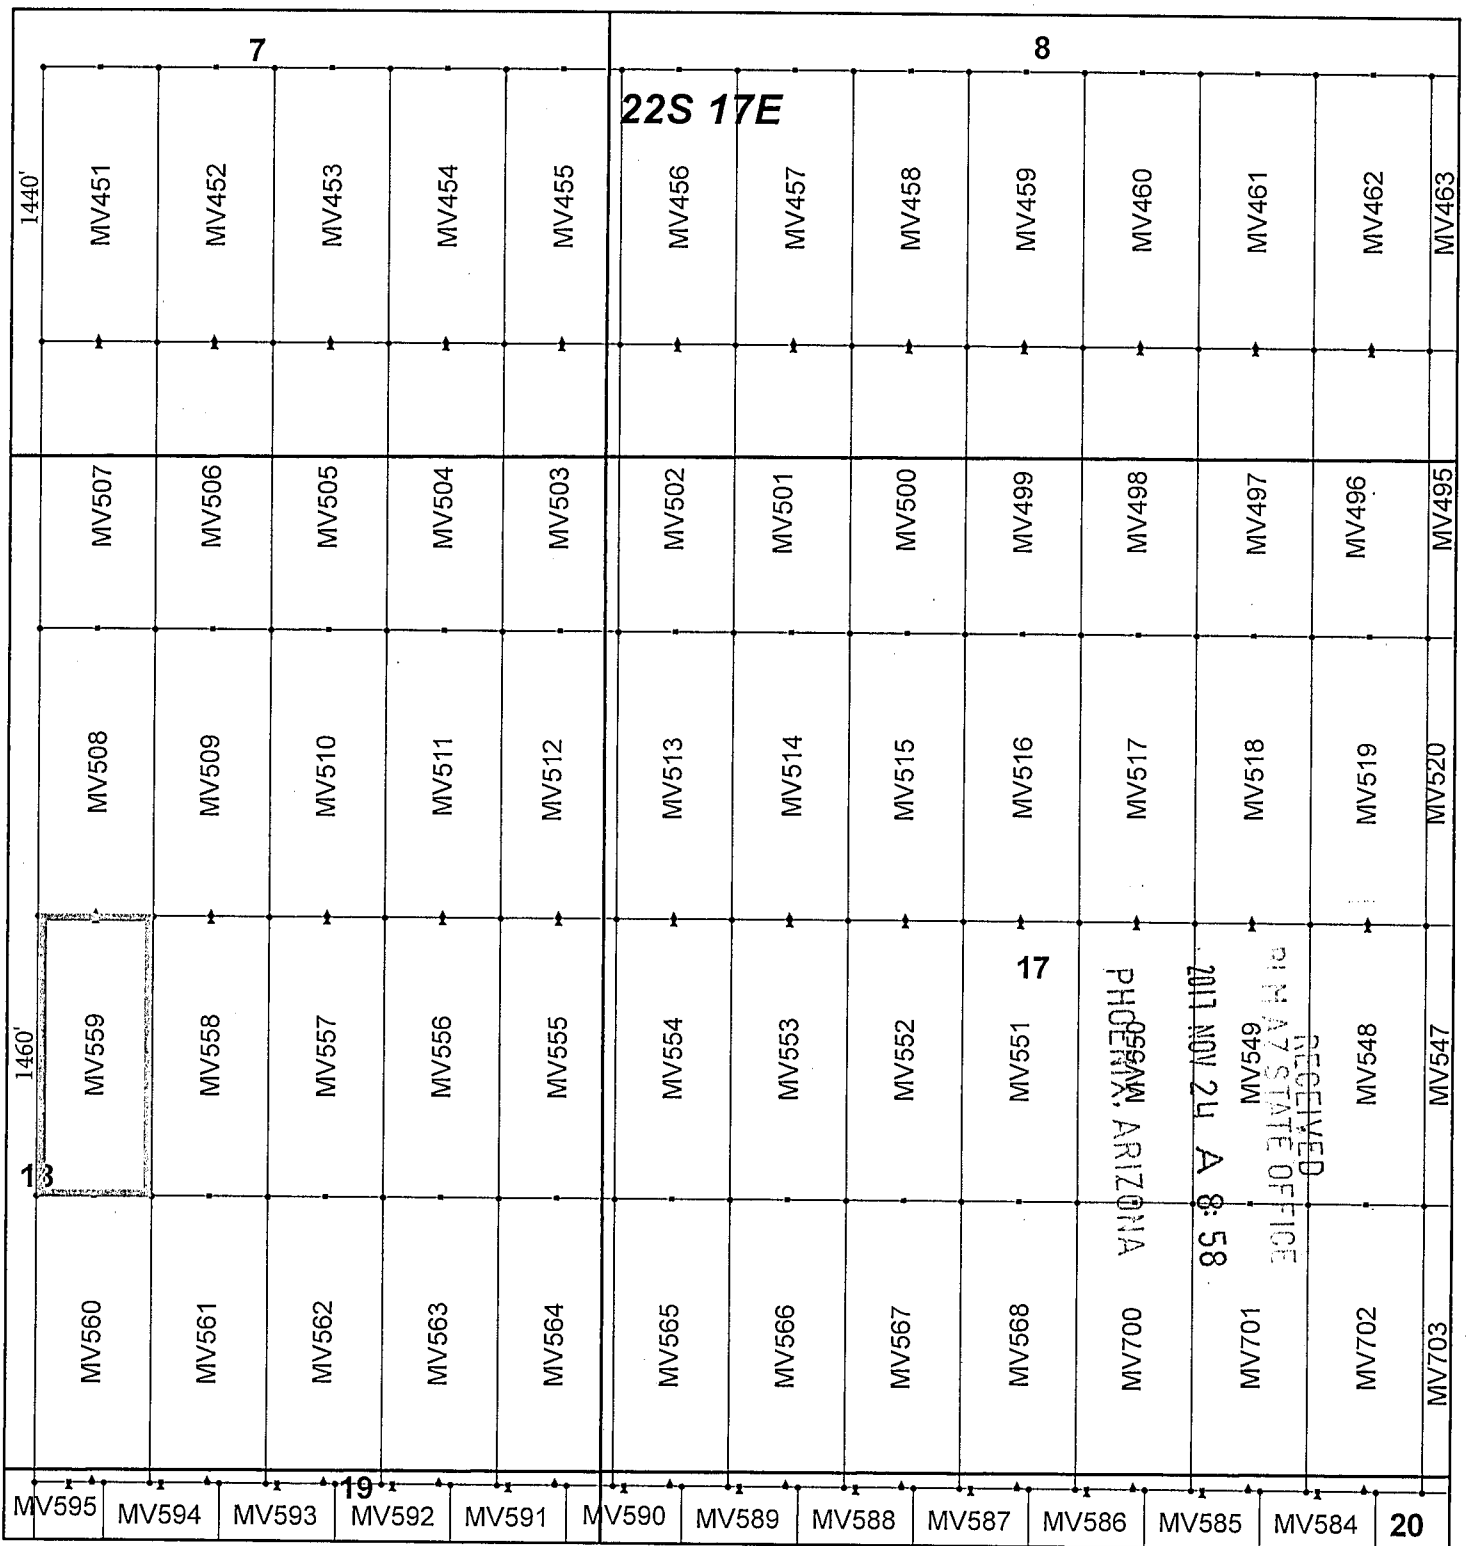 7
8
22S 17E
1440'
MV451 MV452 MV453 MV454 MV455 MV456 MV457 MV458 MV459 MV460 MV461 MV462 MV463
MV507 MV506 MV505 MV504 MV503 MV502 MV501 MV500 MV499 MV498 MV497 MV496 MV495
MV508 MV509 MV510 MV511 MV512 MV513 MV514 MV515 MV516 MV517 MV518 MV519 MV520
17
1460'
MV559 MV558 MV557 MV556 MV555 MV554 MV553 MV552 MV551 MV550 MV549 MV548 MV547
RECEIVED
BLM AZ STATE OFFICE
2017 NOV 24 A 8:58
PHOENIX, ARIZONA
18
MV560 MV561 MV562 MV563 MV564 MV565 MV566 MV567 MV568 MV700 MV701 MV702 MV703
19
MV595 MV594 MV593 MV592 MV591 MV590 MV589 MV588 MV587 MV586 MV585 MV584 20